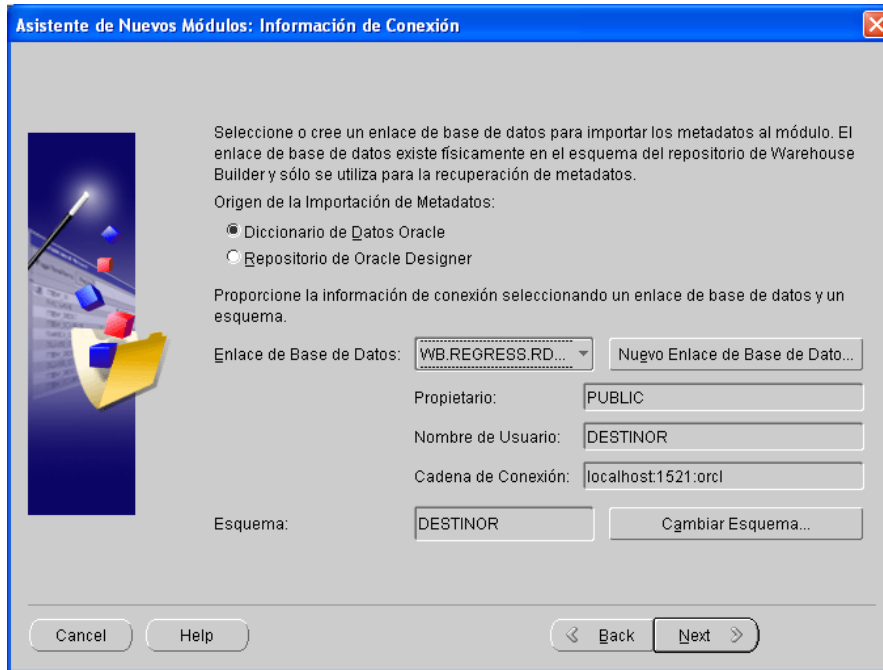 Asistente de Nuevos Módulos: Información de Conexión
Seleccione o cree un enlace de base de datos para importar los metadatos al módulo. El
enlace de base de datos existe físicamente en el esquema del repositorio de Warehouse
Builder y sólo se utiliza para la recuperación de metadatos.
Origen de la Importación de Metadatos:
Diccionario de Datos Oracle
Repositorio de Oracle Designer
Proporcione la información de conexión seleccionando un enlace de base de datos y un
esquema.
Enlace de Base de Datos: WB.REGRESS.RD... Nuevo Enlace de Base de Dato...
Propietario: PUBLIC
Nombre de Usuario: DESTINOR
Cadena de Conexión: localhost:1521:orcl
Esquema: DESTINOR Cambiar Esquema...
Cancel Help Back Next